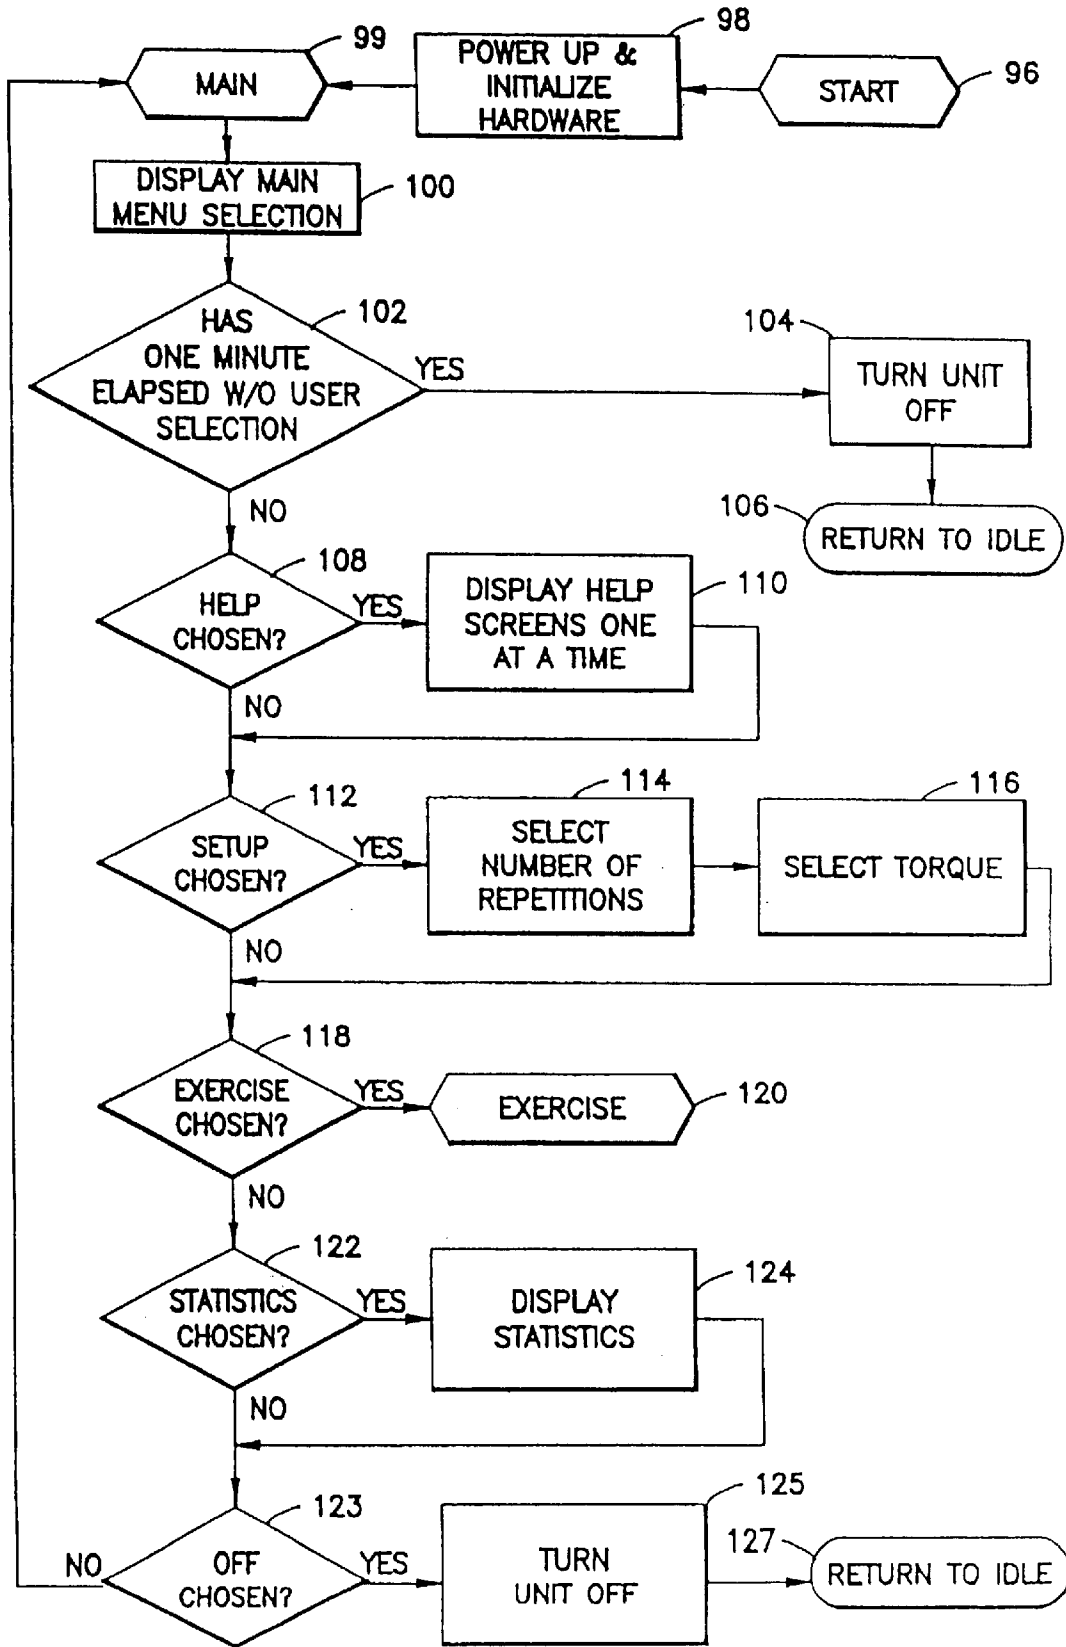 99
MAIN
98
POWER UP &
INITIALIZE
HARDWARE
96
START
100
DISPLAY MAIN
MENU SELECTION
102
HAS
ONE MINUTE
ELAPSED W/O USER
SELECTION
YES
NO
104
TURN UNIT
OFF
106
RETURN TO IDLE
108
HELP
CHOSEN?
YES
NO
110
DISPLAY HELP
SCREENS ONE
AT A TIME
112
SETUP
CHOSEN?
YES
NO
114
SELECT
NUMBER OF
REPETITIONS
116
SELECT TORQUE
118
EXERCISE
CHOSEN?
YES
NO
120
EXERCISE
122
STATISTICS
CHOSEN?
YES
NO
124
DISPLAY
STATISTICS
123
OFF
CHOSEN?
NO
YES
125
TURN
UNIT OFF
127
RETURN TO IDLE